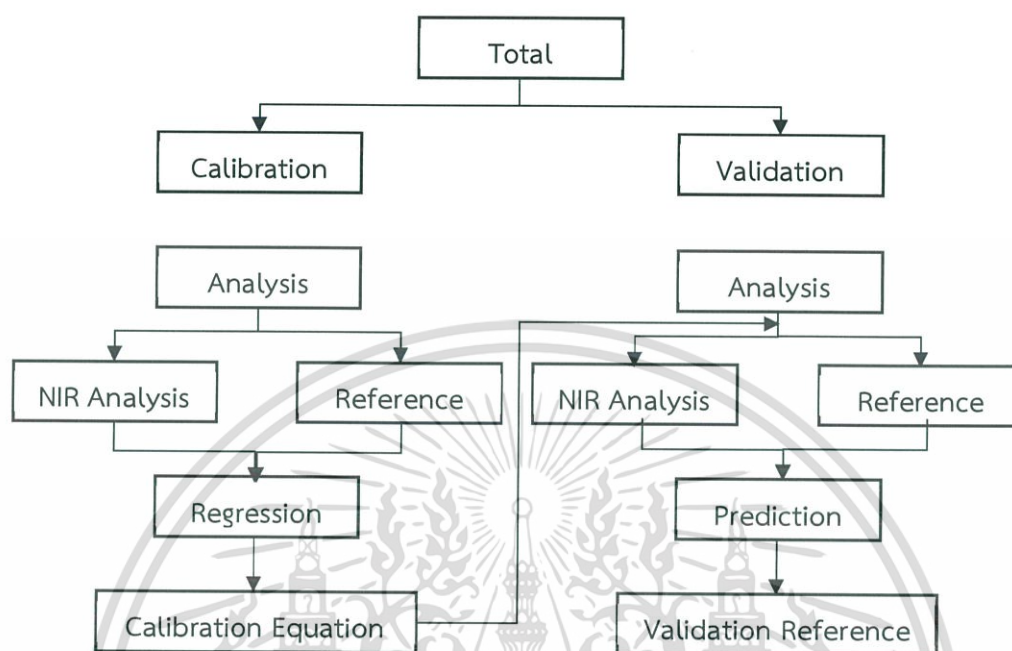 Total
Calibration
Validation
Analysis
Analysis
NIR Analysis
Reference
NIR Analysis
Reference
Regression
Prediction
Calibration Equation
Validation Reference